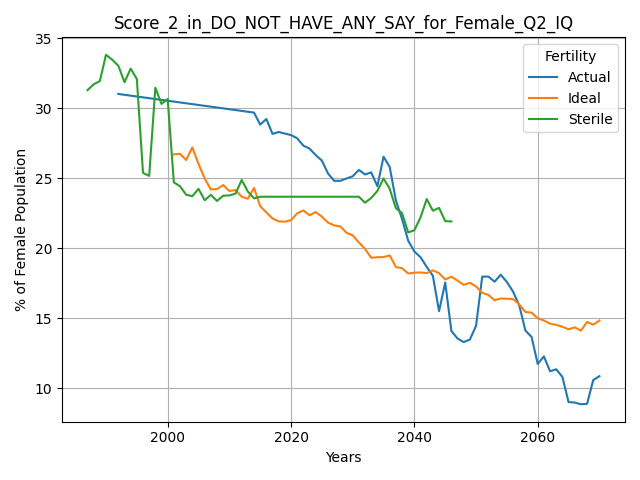 Score_2_in_DO_NOT_HAVE_ANY_SAY_for_Female_Q2_IQ
35
30
25
20
15
10
% of Female Population
Fertility
Actual
Ideal
Sterile
2000
2020
2040
2060
Years